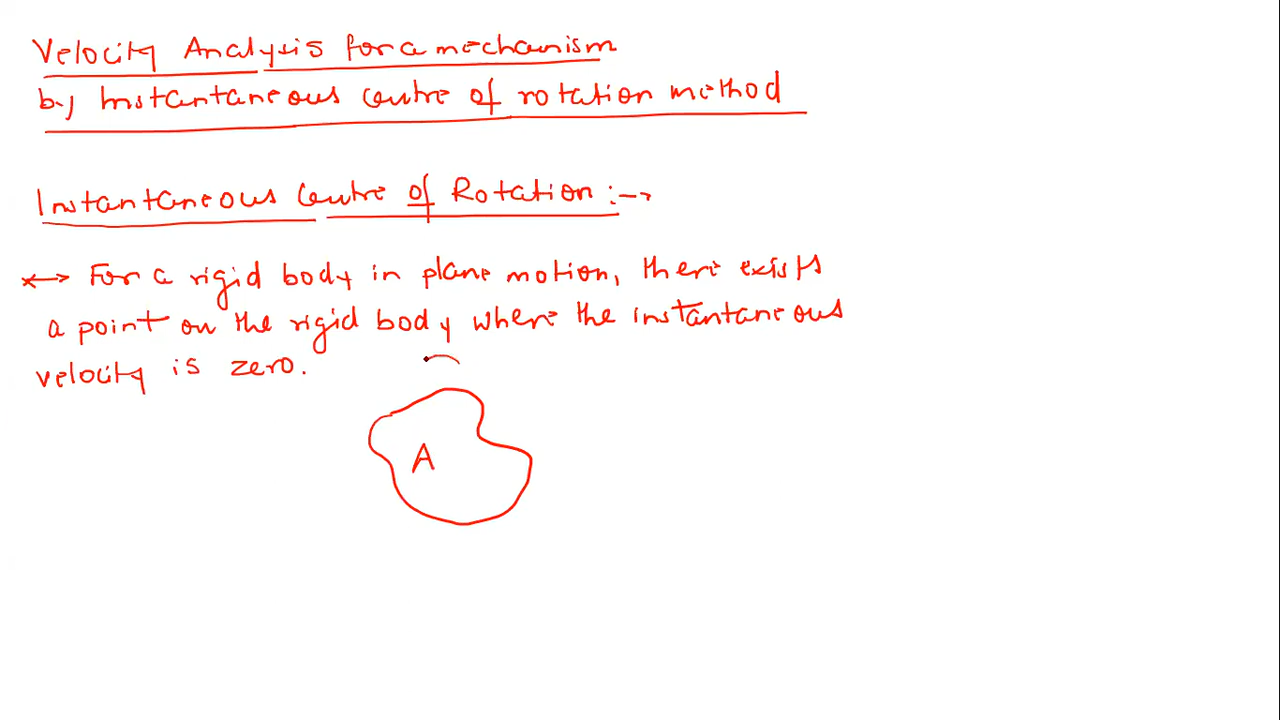 Velocity Analysis for a mechanism
by Instantaneous centre of rotation method
Instantaneous Centre of Rotation :→
*→ For a rigid body in plane motion, there exists
a point on the rigid body where the instantaneous
velocity is zero.
A